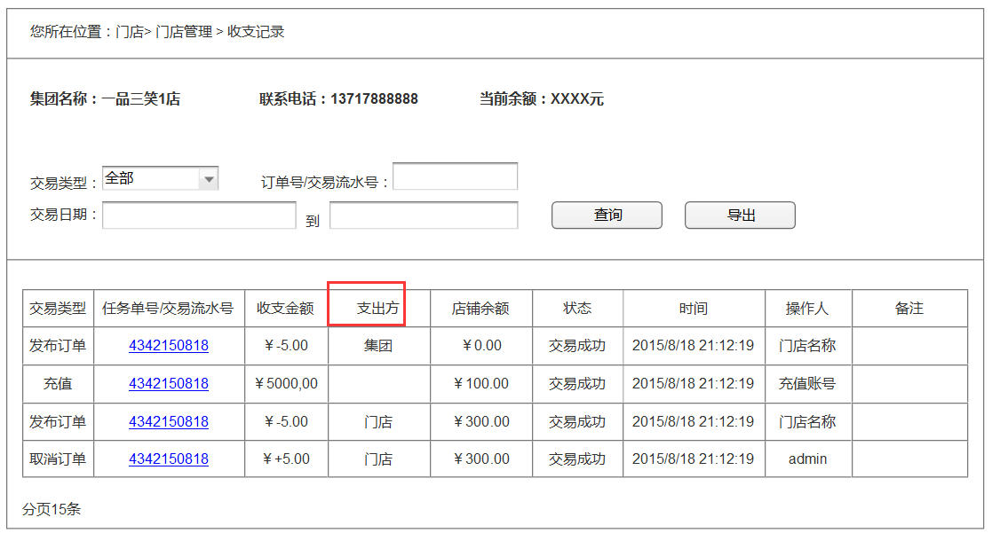 您所在位置：门店> 门店管理 > 收支记录
集团名称：一品三笑1店 联系电话：13717888888 当前余额：XXXX元
交易类型： 全部 订单号/交易流水号：
交易日期： 到 查询 导出
交易类型 任务单号/交易流水号 收支金额 支出方 店铺余额 状态 时间 操作人 备注
发布订单 4342150818 ￥-5.00 集团 ￥0.00 交易成功 2015/8/18 21:12:19 门店名称
充值 4342150818 ￥5000,00 ￥100.00 交易成功 2015/8/18 21:12:19 充值账号
发布订单 4342150818 ￥-5.00 门店 ￥300.00 交易成功 2015/8/18 21:12:19 门店名称
取消订单 4342150818 ￥+5.00 门店 ￥300.00 交易成功 2015/8/18 21:12:19 admin
分页15条